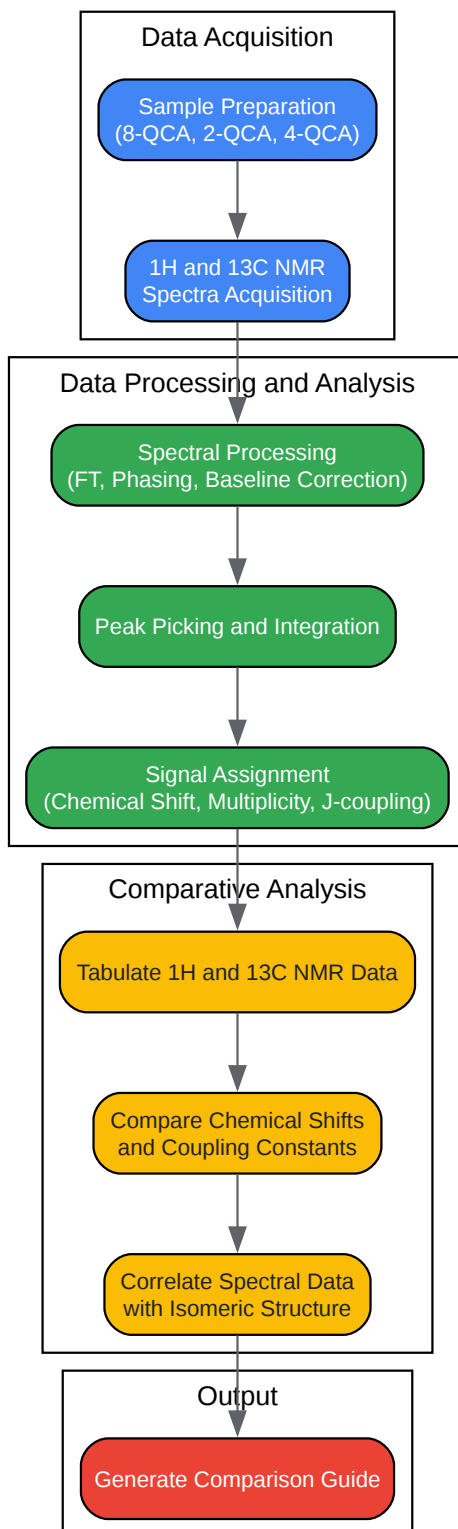 Data Acquisition
Sample Preparation
(8-QCA, 2-QCA, 4-QCA)
1H and 13C NMR
Spectra Acquisition
Data Processing and Analysis
Spectral Processing
(FT, Phasing, Baseline Correction)
Peak Picking and Integration
Signal Assignment
(Chemical Shift, Multiplicity, J-coupling)
Comparative Analysis
Tabulate 1H and 13C NMR Data
Compare Chemical Shifts
and Coupling Constants
Correlate Spectral Data
with Isomeric Structure
Output
Generate Comparison Guide